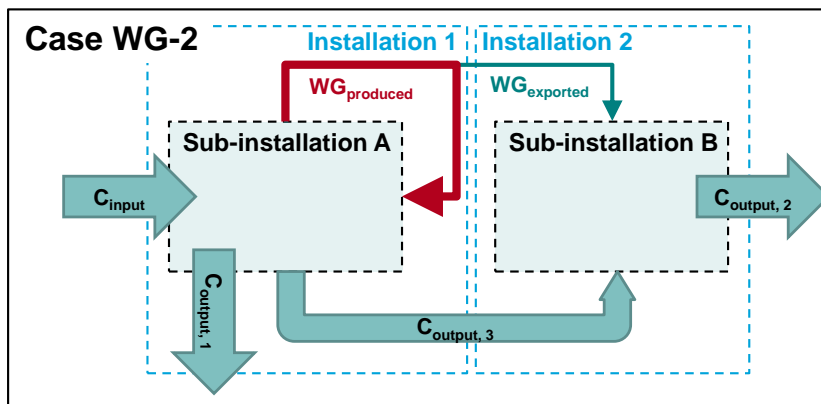 Case WG-2
Installation 1
Installation 2
WGproduced
WGexported
Sub-installation A
Sub-installation B
Cinput
Coutput, 2
Coutput, 1
Coutput, 3